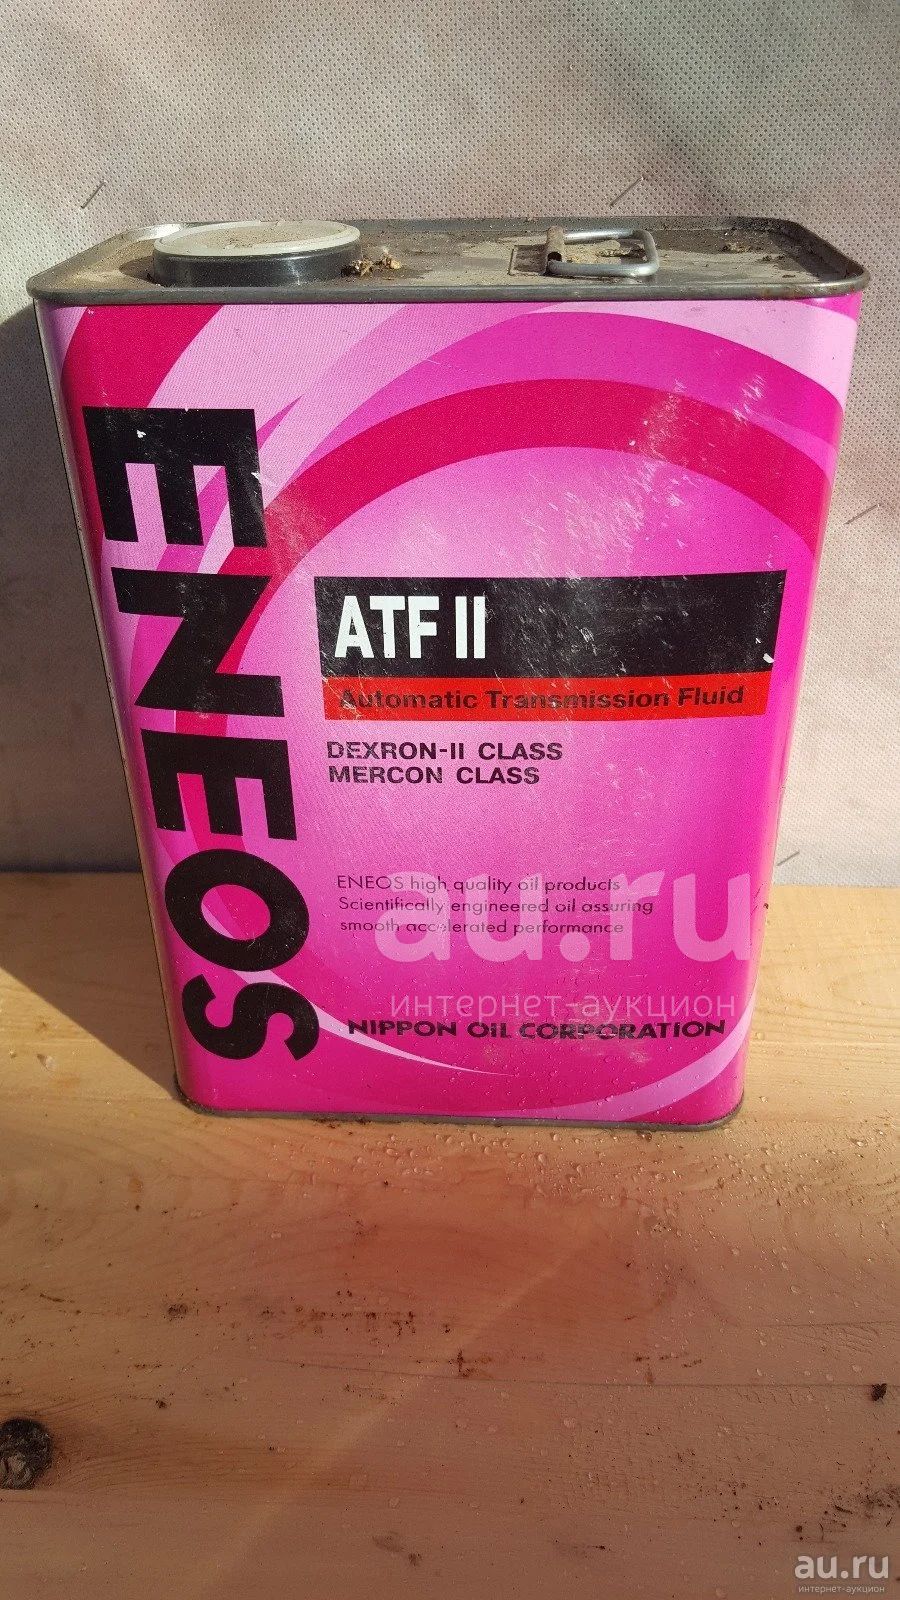 ENEOS
ATF II
Automatic Transmission Fluid
DEXRON-II CLASS
MERCON CLASS
ENEOS high quality oil products
Scientifically engineered oil assuring
smooth accelerated performance
au.ru
интернет-аукцион
NIPPON OIL CORPORATION
au.ru
интернет-аукцион